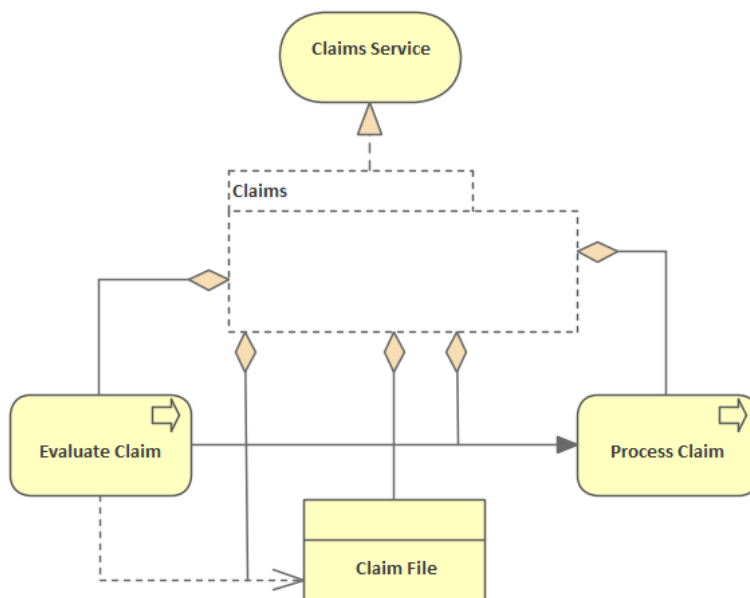 Claims Service
Claims
Evaluate Claim
Process Claim
Claim File